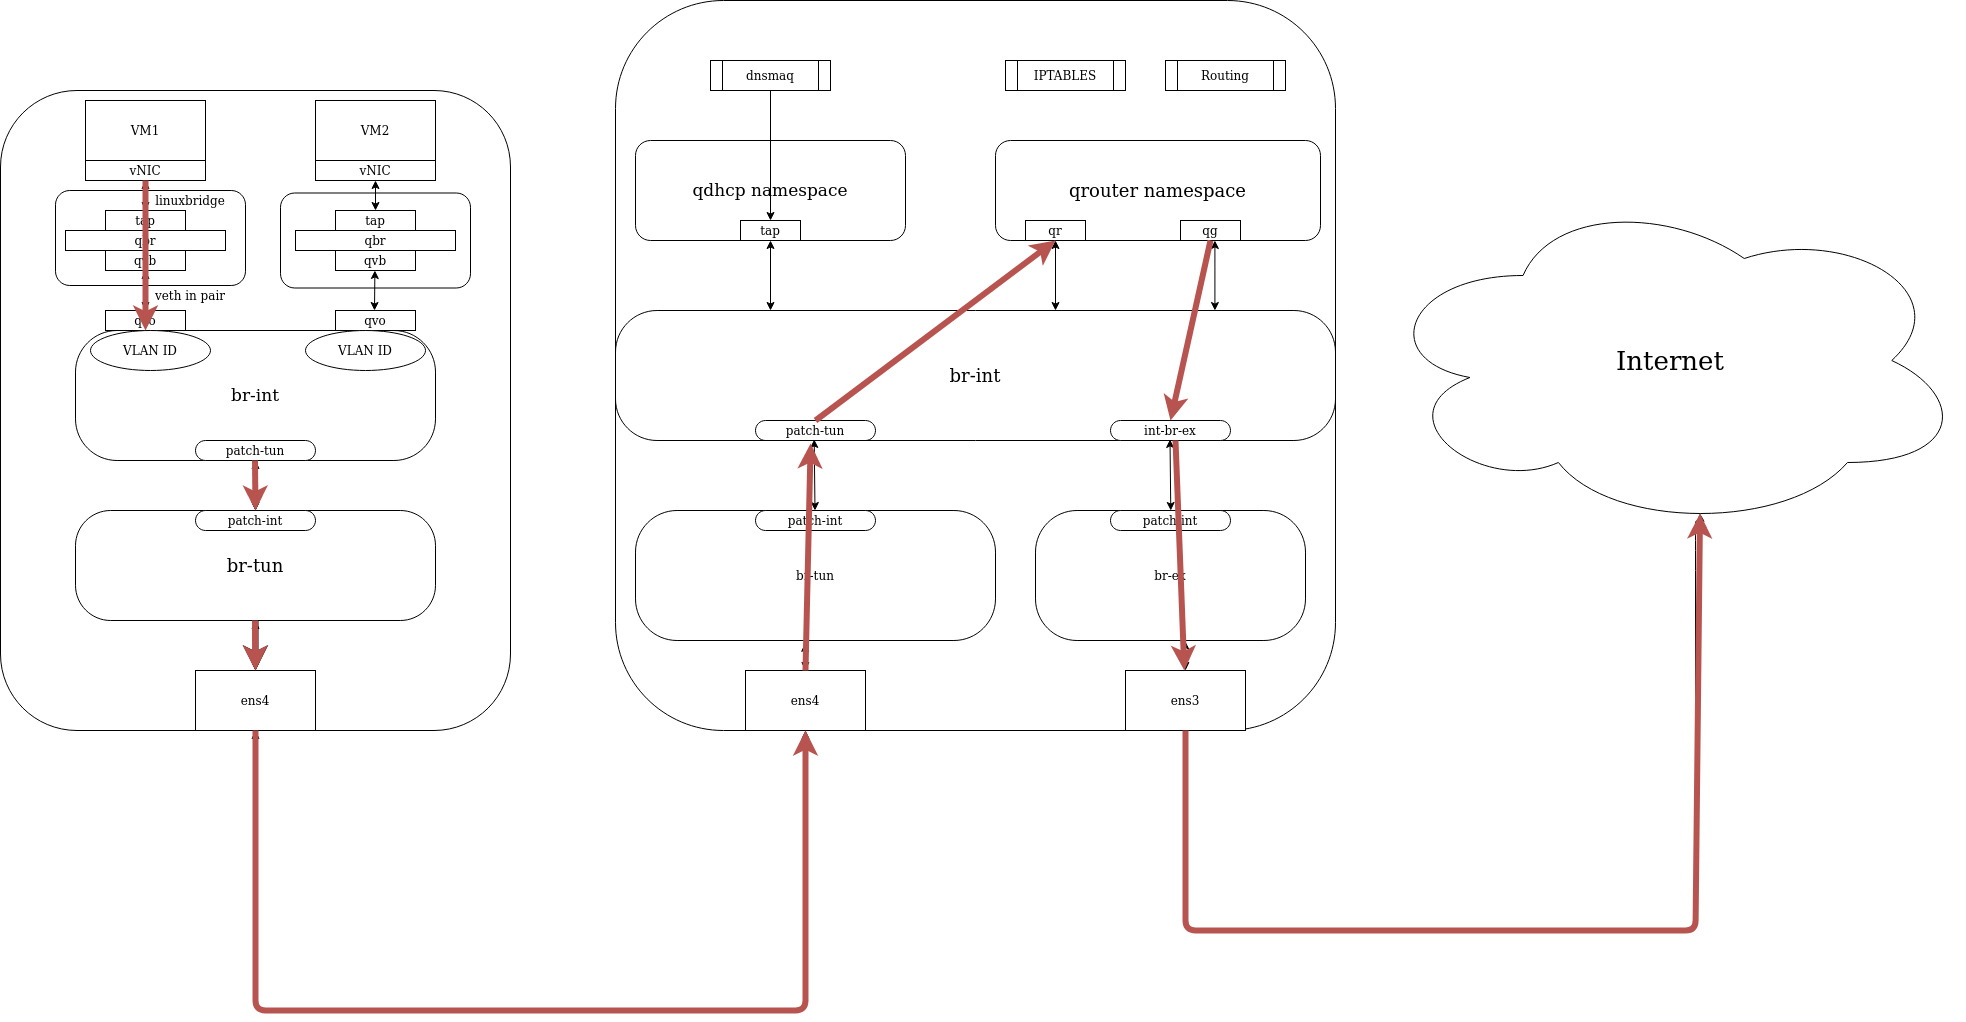 VM1
vNIC
linuxbridge
tap
qbr
qvb
veth in pair
qvo
VLAN ID
VM2
vNIC
tap
qbr
qvb
qvo
VLAN ID
br-int
patch-tun
patch-int
br-tun
ens4
dnsmaq
IPTABLES
Routing
qdhcp namespace
tap
qrouter namespace
qr
qg
br-int
patch-tun
int-br-ex
patch-int
br-tun
patch-int
br-ex
ens4
ens3
Internet